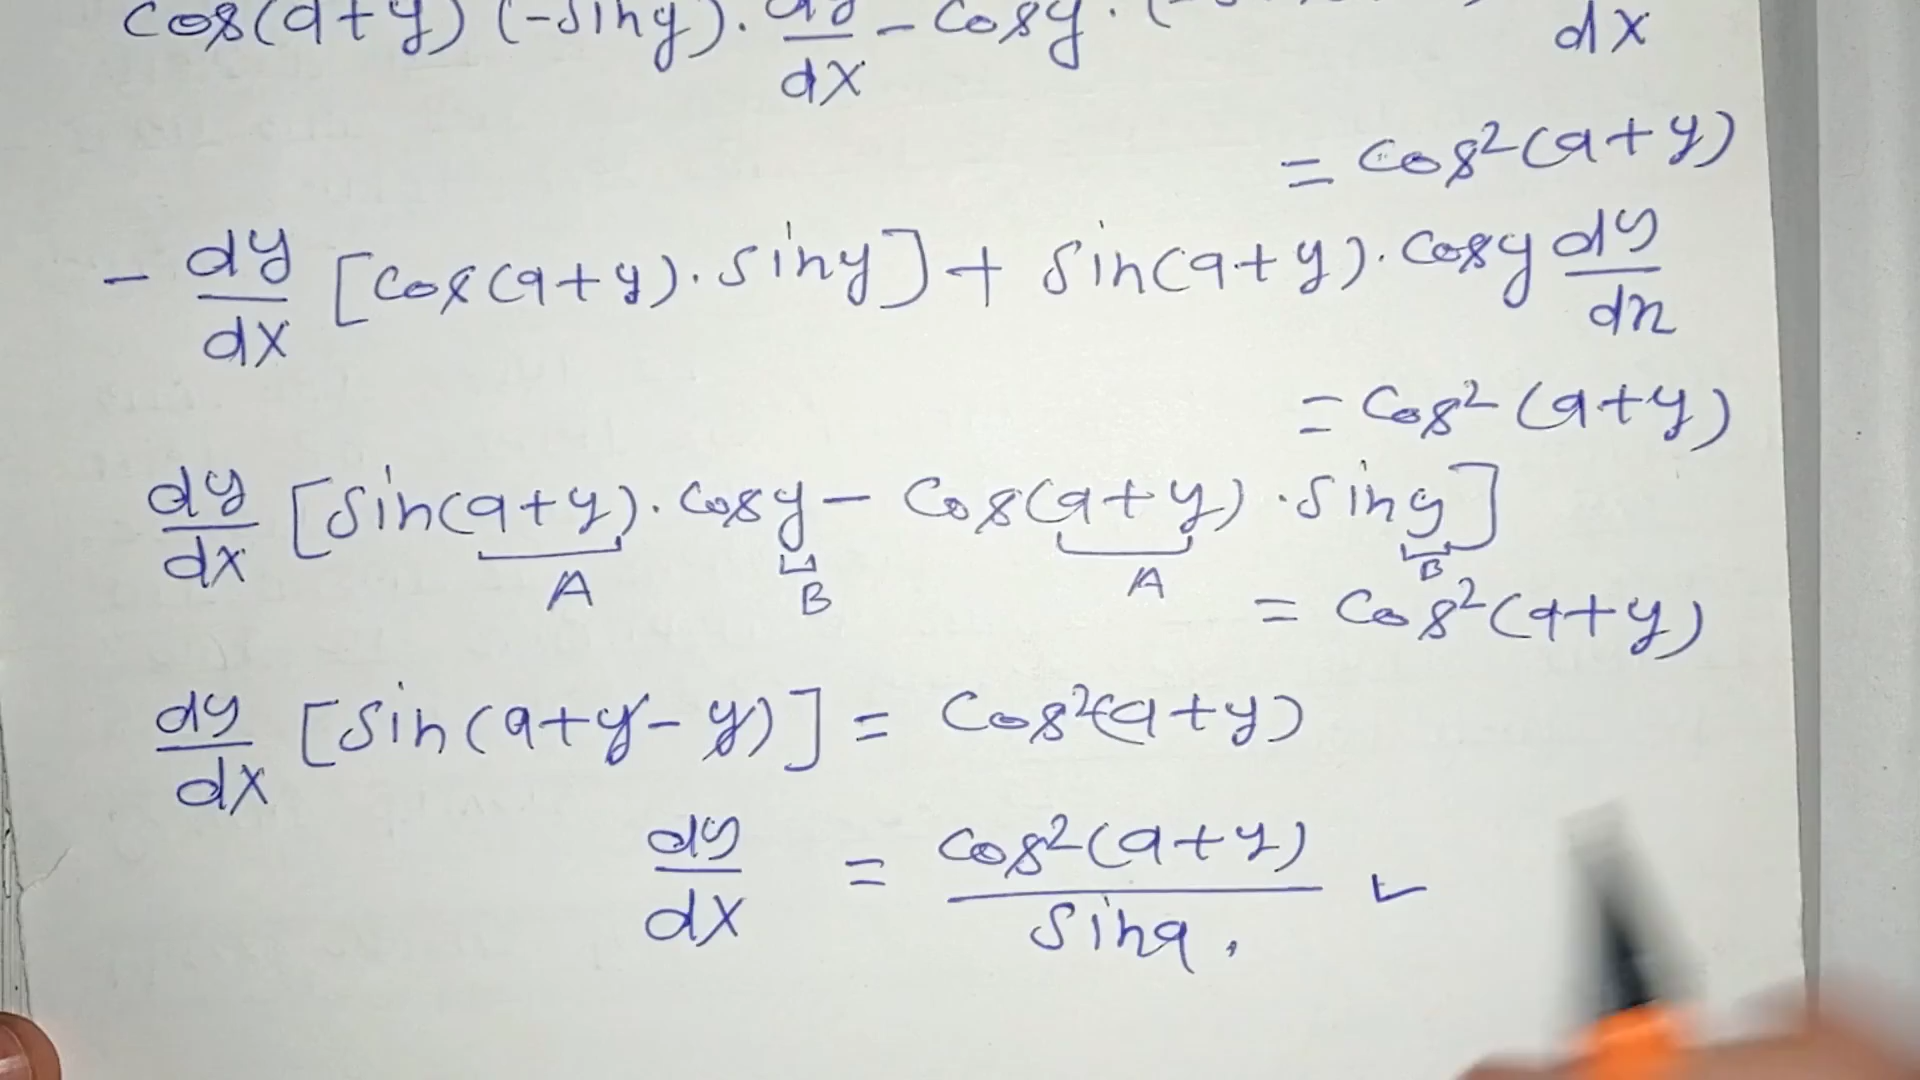 cos(a+y) (-siny). dy/dx - cosy. dx
= cos²(a+y)
- dy/dx [cos(a+y). siny] + sin(a+y). cosy dy/dx
= cos²(a+y)
dy/dx [sin(a+y). cosy - cos(a+y) . siny]
A B A B
= cos²(a+y)
dy/dx [sin(a+y-y)] = cos²(a+y)
dy/dx = cos²(a+y)/sina.